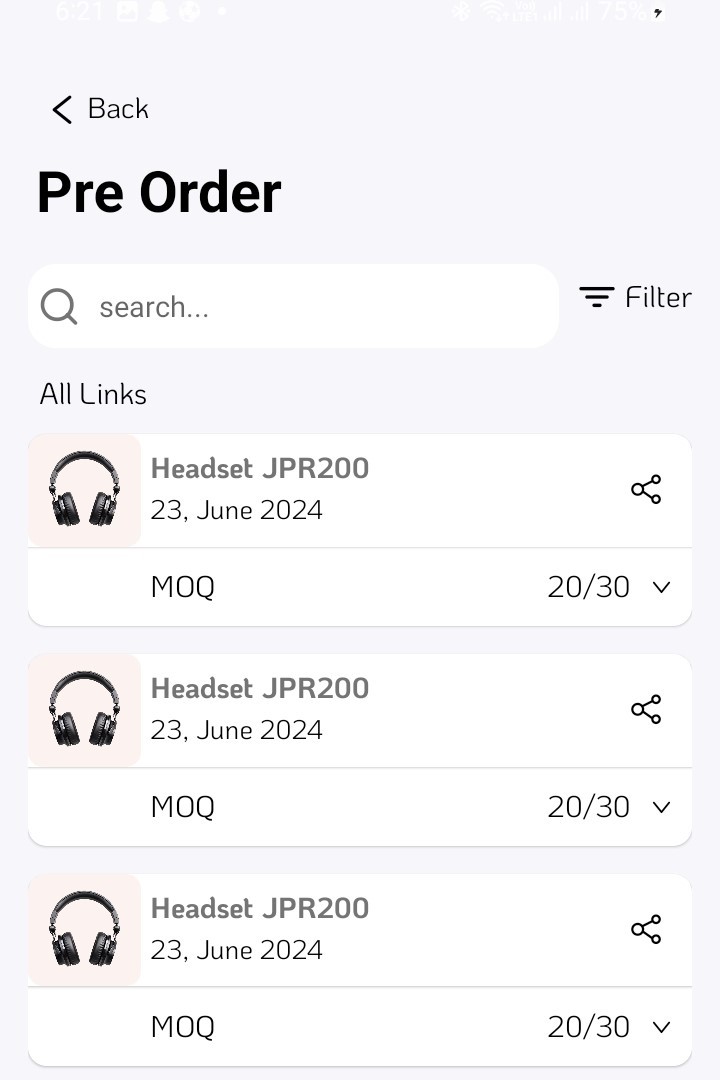 6:21 75%
Back
Pre Order
search...
Filter
All Links
Headset JPR200
23, June 2024
MOQ 20/30
Headset JPR200
23, June 2024
MOQ 20/30
Headset JPR200
23, June 2024
MOQ 20/30